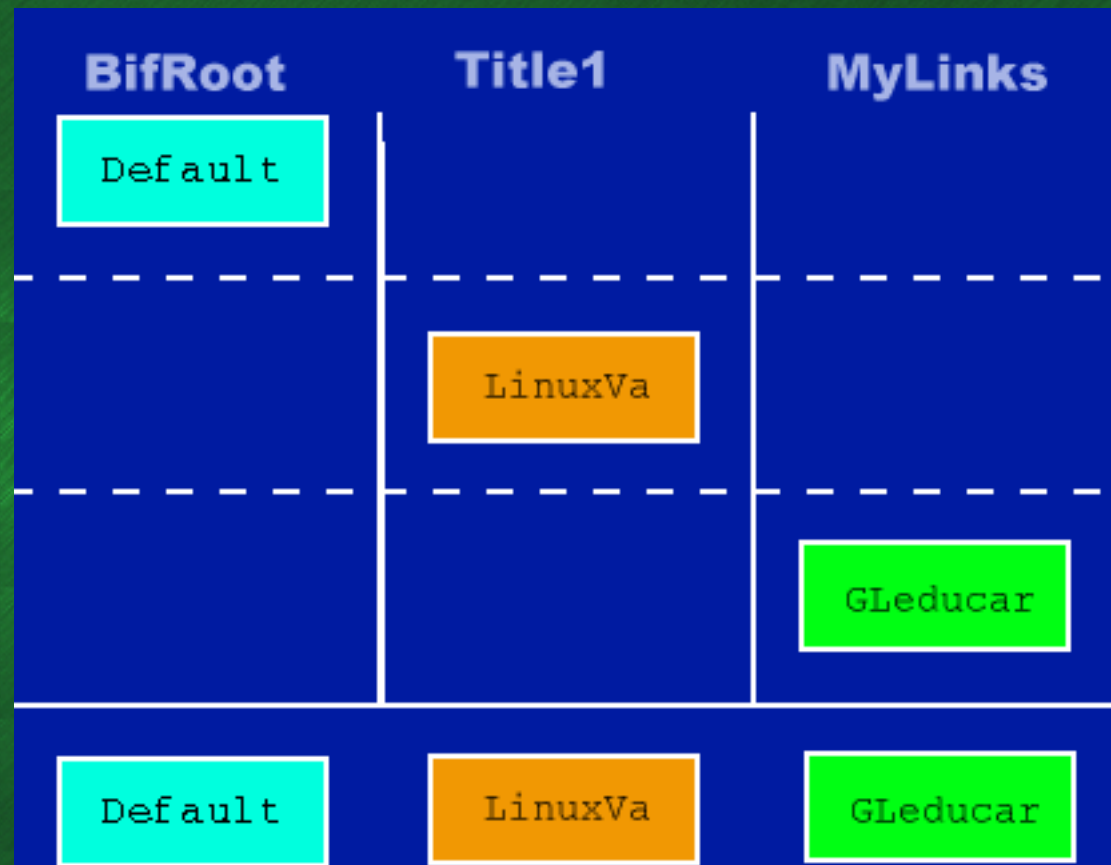 BifRoot Title1 MyLinks
Default
LinuxVa
GLeducar
Default LinuxVa GLeducar